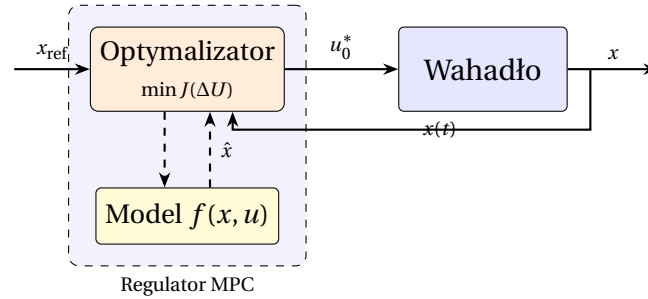 x_ref
Optymalizator
min J(ΔU)
u_0^*
Wahadło
x
x(t)
x̂
Model f(x, u)
Regulator MPC